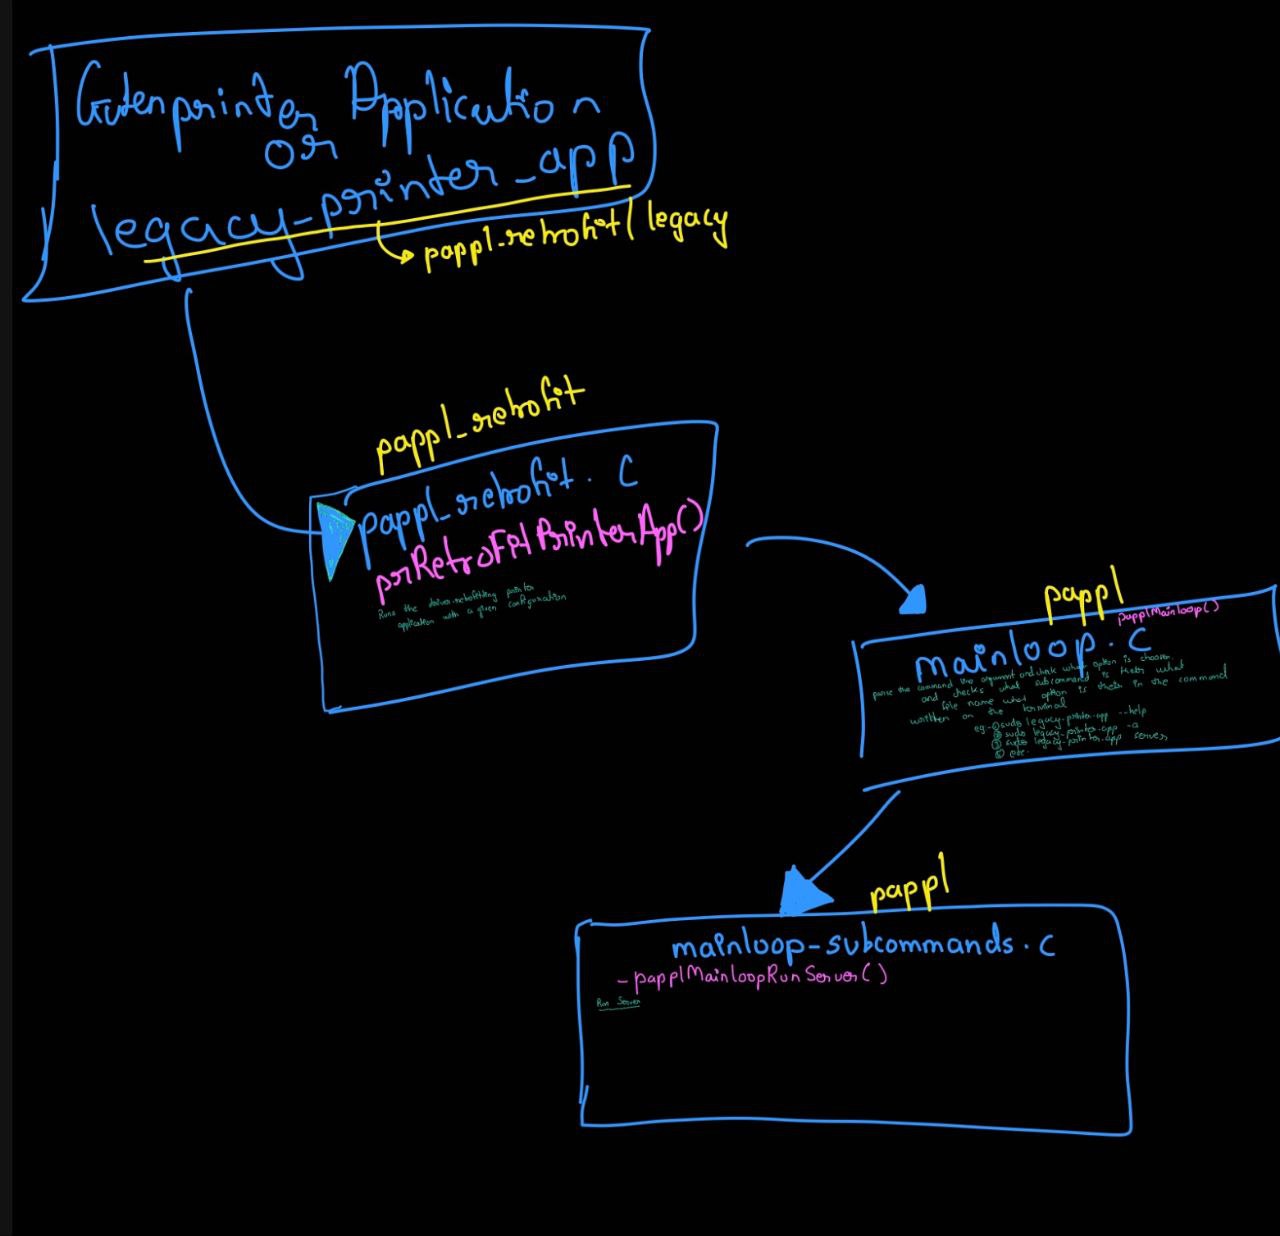 Gutenprinter Application
or
legacy-printer_app
pappl-retrofit/legacy
pappl_retrofit
pappl_retrofit.c
prRetroFitPrinterApp()
Runs the driver-retrofitting printer
application with a given configuration
pappl
papplMainloop()
mainloop.c
parse the command the argument and check what option is choosen
and checks what subcommand is there what
file name what option is there in the command
written on the terminal
eg-① sudo legacy-printer-app --help
② sudo legacy-printer-app -a
③ sudo legacy-printer-app server
④ etc.
pappl
mainloop-subcommands.c
-papplMainloopRunServer()
Run Server